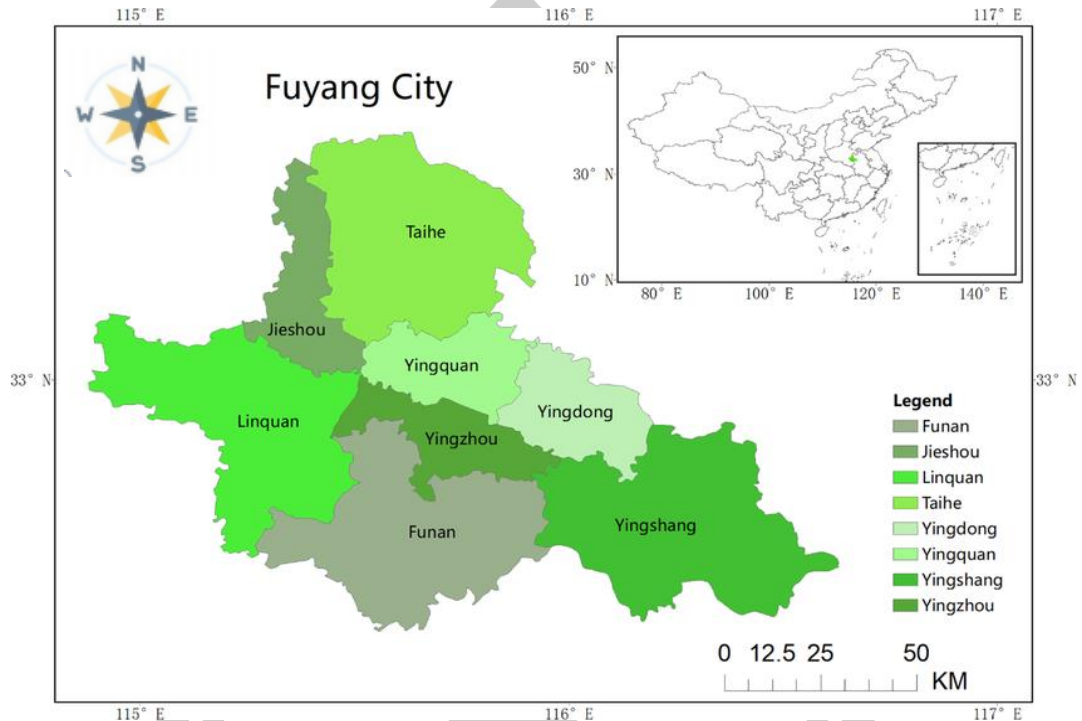 115° E 116° E 117° E
N
W E
S
Fuyang City
50° N
30° N
10° N
80° E 100° E 120° E 140° E
Taihe
Jieshou
Yingquan
33° N 33° N
Linquan
Yingdong
Yingzhou
Funan
Yingshang
Legend
Funan
Jieshou
Linquan
Taihe
Yingdong
Yingquan
Yingshang
Yingzhou
0 12.5 25 50
KM
115° E 116° E 117° E